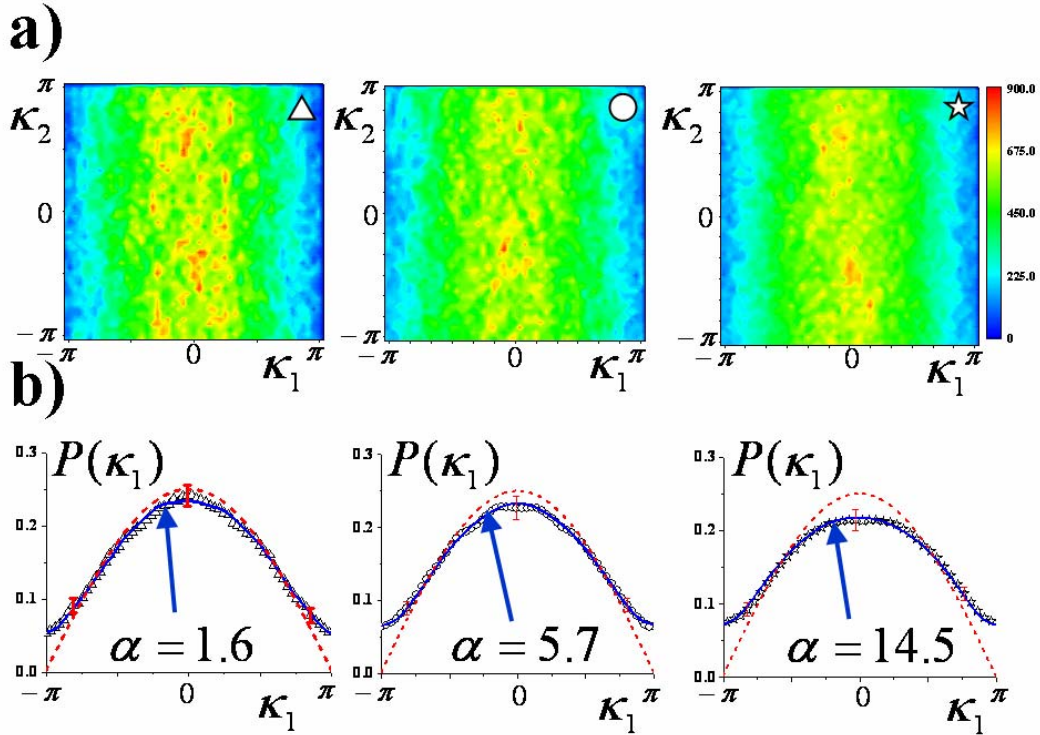 a)
π π π
κ₂ 2 κ₂ 2 κ₂ 2 900.0
675.0
0 0 0 450.0
225.0
−π −π −π 0
−π 0 π −π 0 π −π 0 π
κ₁ κ₁ κ₁
b)
0.3 P(κ₁) 0.3 P(κ₁) 0.3 P(κ₁)
0.2 0.2 0.2
0.1 0.1 0.1
α = 1.6 α = 5.7 α = 14.5
0.0 0.0 0.0
−π 0 π −π 0 π −π 0 π
κ₁ κ₁ κ₁